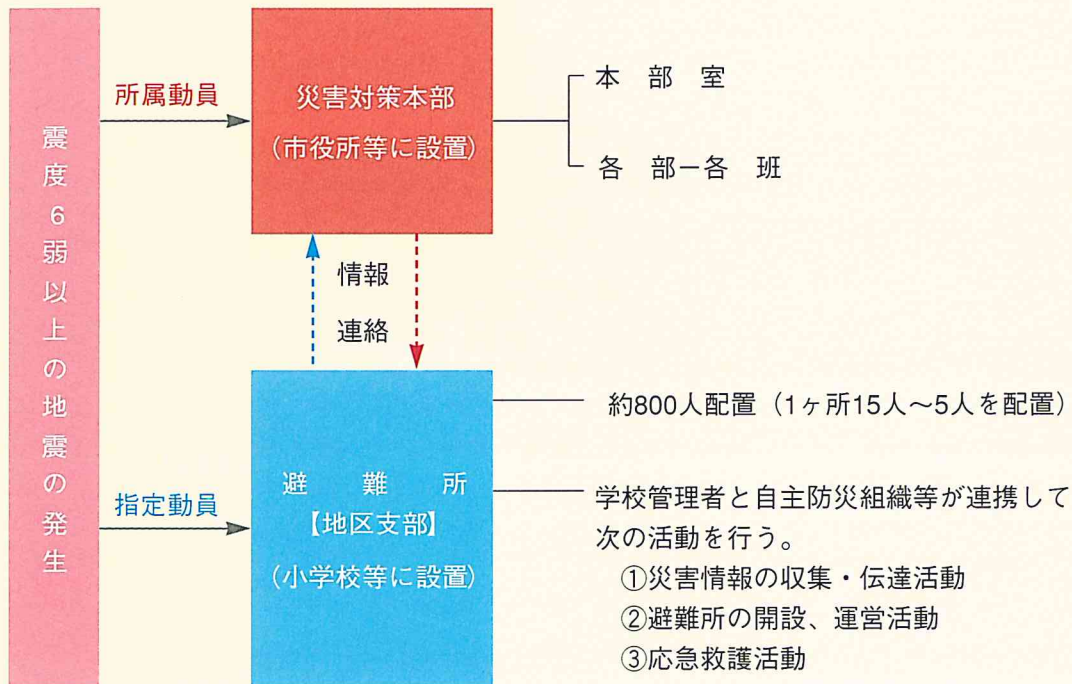 震度6弱以上の地震の発生
所属動員
災害対策本部
（市役所等に設置）
本部室
各部－各班
情報
連絡
指定動員
避難所
【地区支部】
（小学校等に設置）
約800人配置（1ヶ所15人～5人を配置）
学校管理者と自主防災組織等が連携して
次の活動を行う。
①災害情報の収集・伝達活動
②避難所の開設、運営活動
③応急救護活動